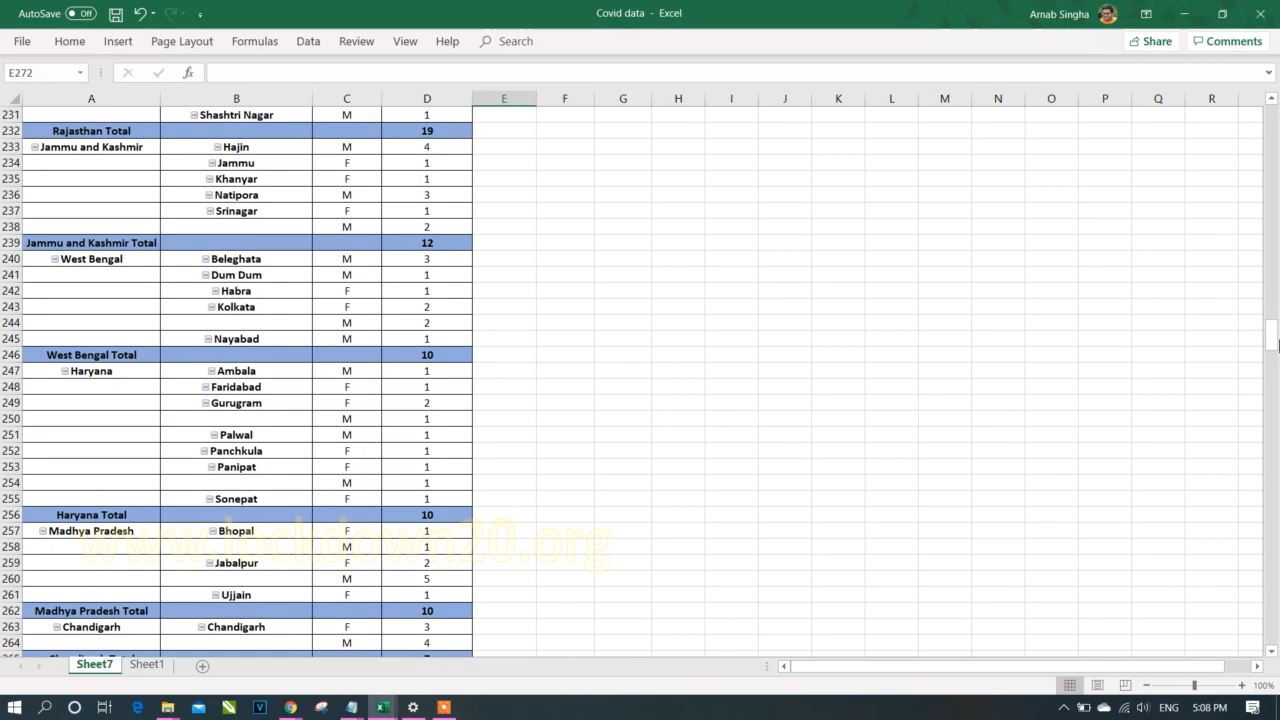 AutoSave Off Covid data - Excel Arnab Singha
File Home Insert Page Layout Formulas Data Review View Help Search Share Comments
E272 fx
A B C D E F G H I J K L M N O P Q R
231 Shashtri Nagar M 1
232 Rajasthan Total 19
233 Jammu and Kashmir Hajin M 4
234 Jammu F 1
235 Khanyar F 1
236 Natipora M 3
237 Srinagar F 1
238 M 2
239 Jammu and Kashmir Total 12
240 West Bengal Beleghata M 3
241 Dum Dum M 1
242 Habra F 1
243 Kolkata F 2
244 M 2
245 Nayabad M 1
246 West Bengal Total 10
247 Haryana Ambala M 1
248 Faridabad F 1
249 Gurugram F 2
250 M 1
251 Palwal M 1
252 Panchkula F 1
253 Panipat F 1
254 M 1
255 Sonepat F 1
256 Haryana Total 10
257 Madhya Pradesh Bhopal F 1
www.lockdown20.org
258 M 1
259 Jabalpur F 2
260 M 5
261 Ujjain F 1
262 Madhya Pradesh Total 10
263 Chandigarh Chandigarh F 3
264 M 4
Sheet7 Sheet1
100%
ENG 5:08 PM